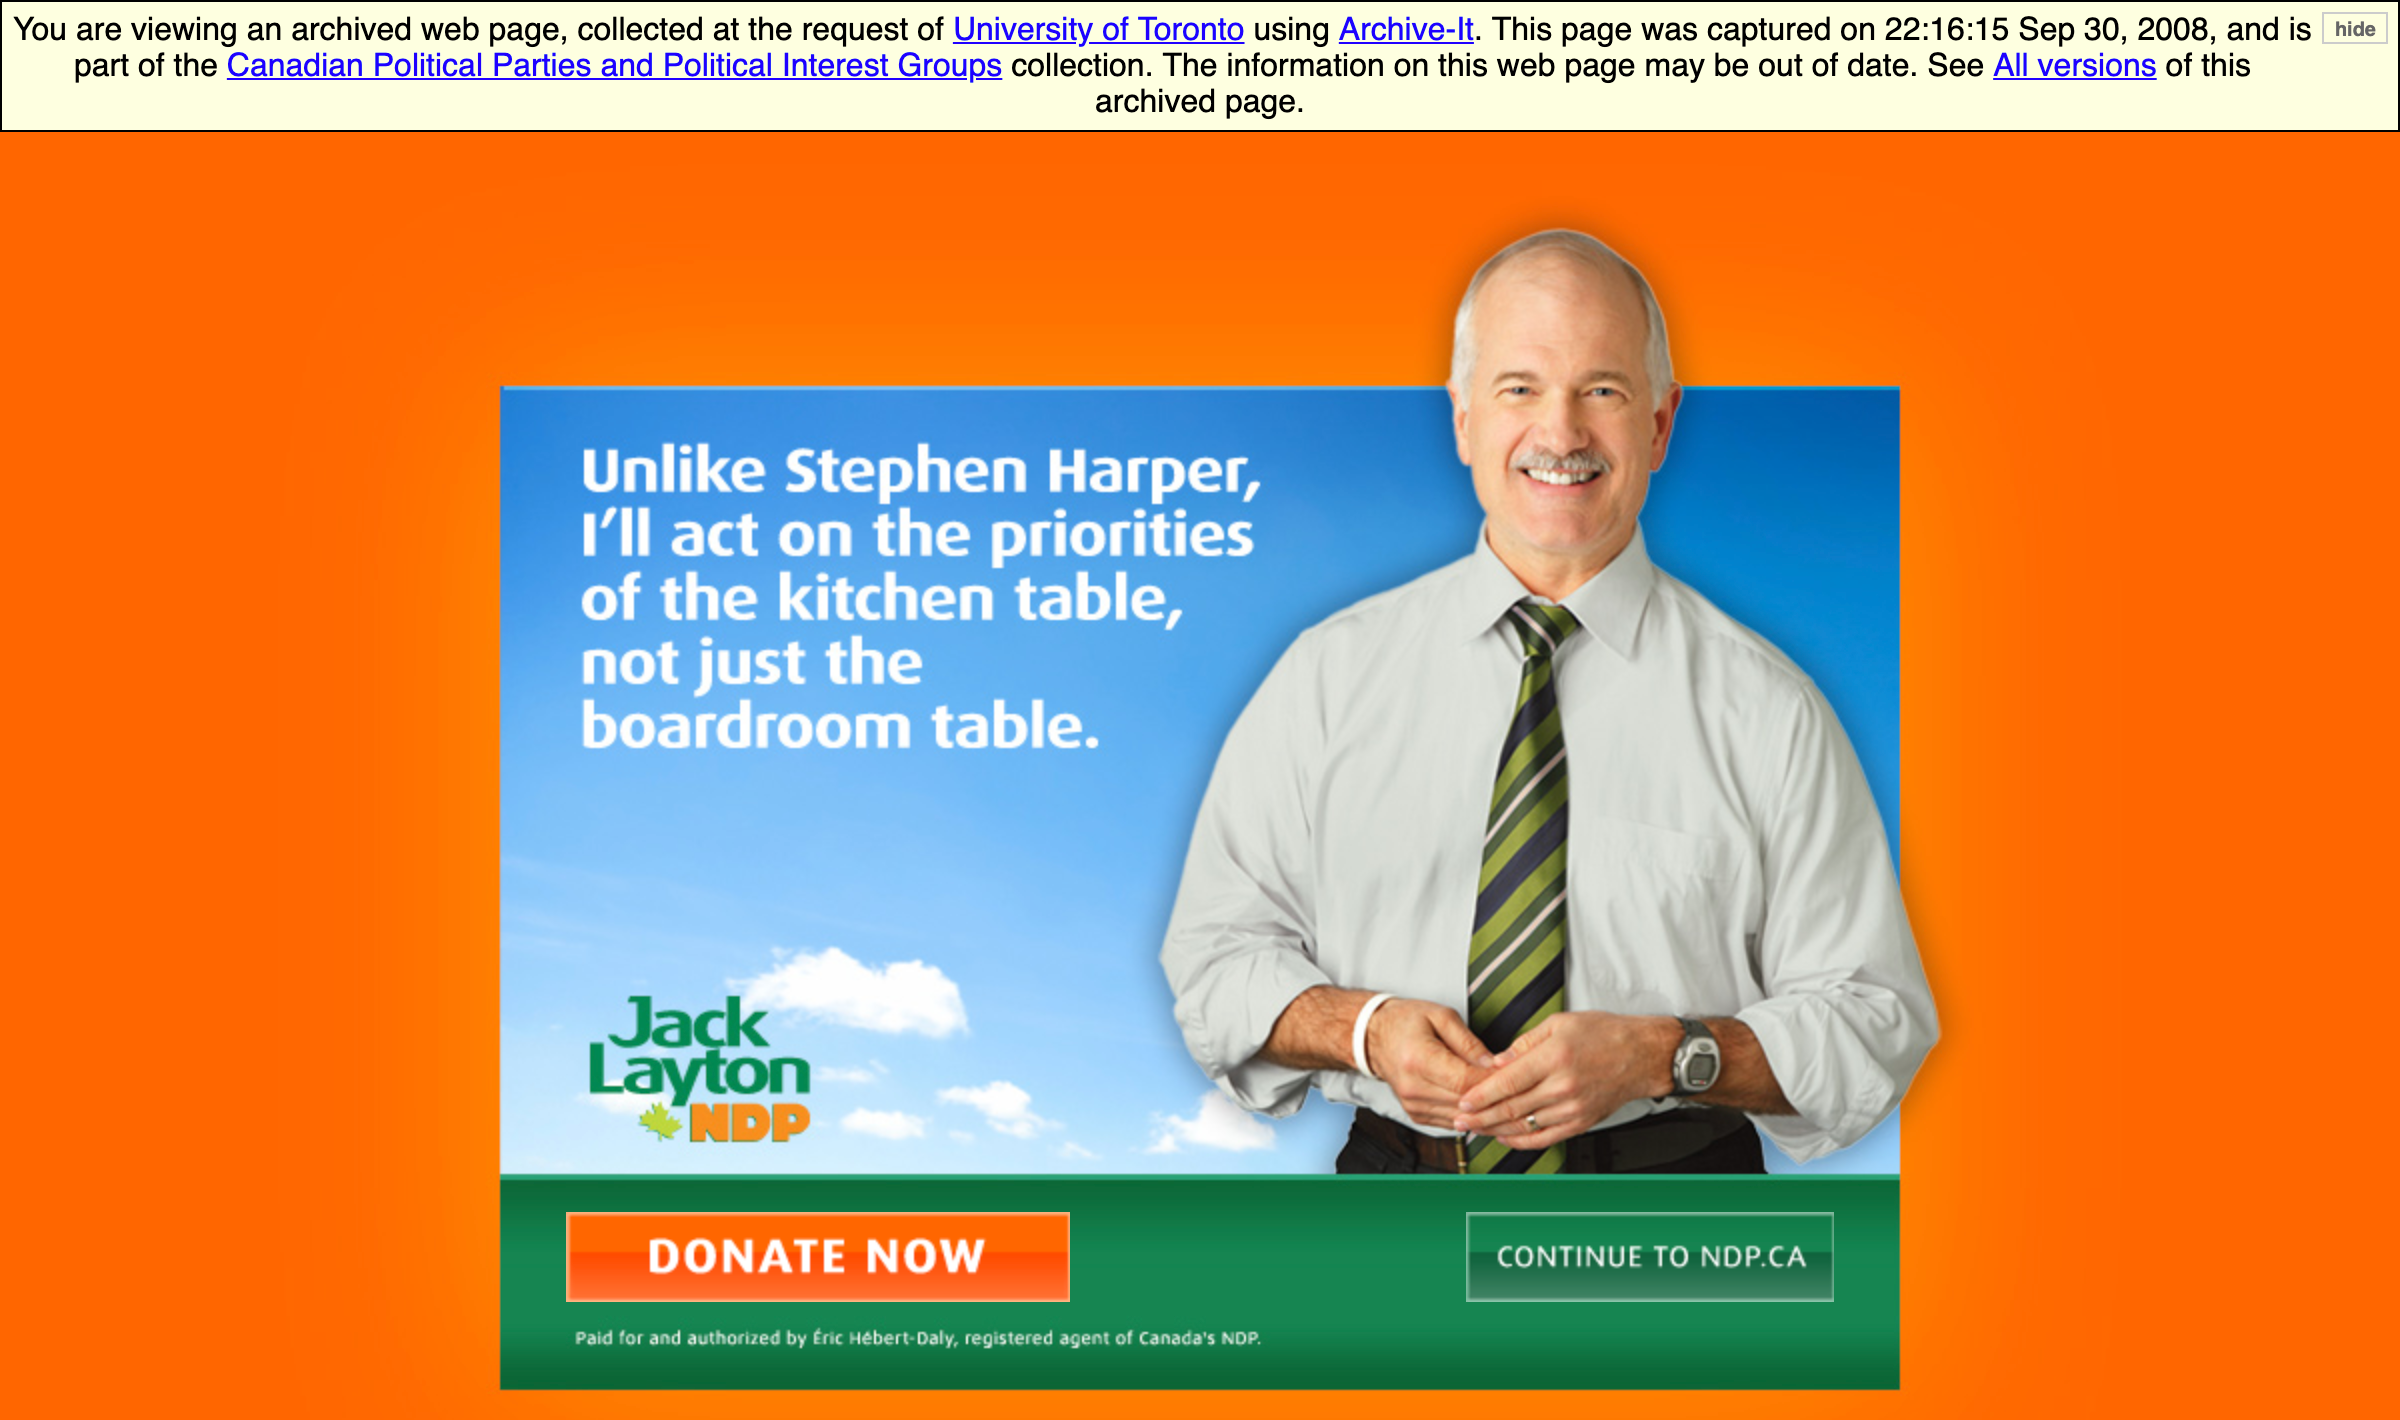 You are viewing an archived web page, collected at the request of University of Toronto using Archive-It. This page was captured on 22:16:15 Sep 30, 2008, and is hide
part of the Canadian Political Parties and Political Interest Groups collection. The information on this web page may be out of date. See All versions of this
archived page.
Unlike Stephen Harper,
I'll act on the priorities
of the kitchen table,
not just the
boardroom table.
Jack
Layton
NDP
DONATE NOW
CONTINUE TO NDP.CA
Paid for and authorized by Éric Hébert-Daly, registered agent of Canada's NDP.